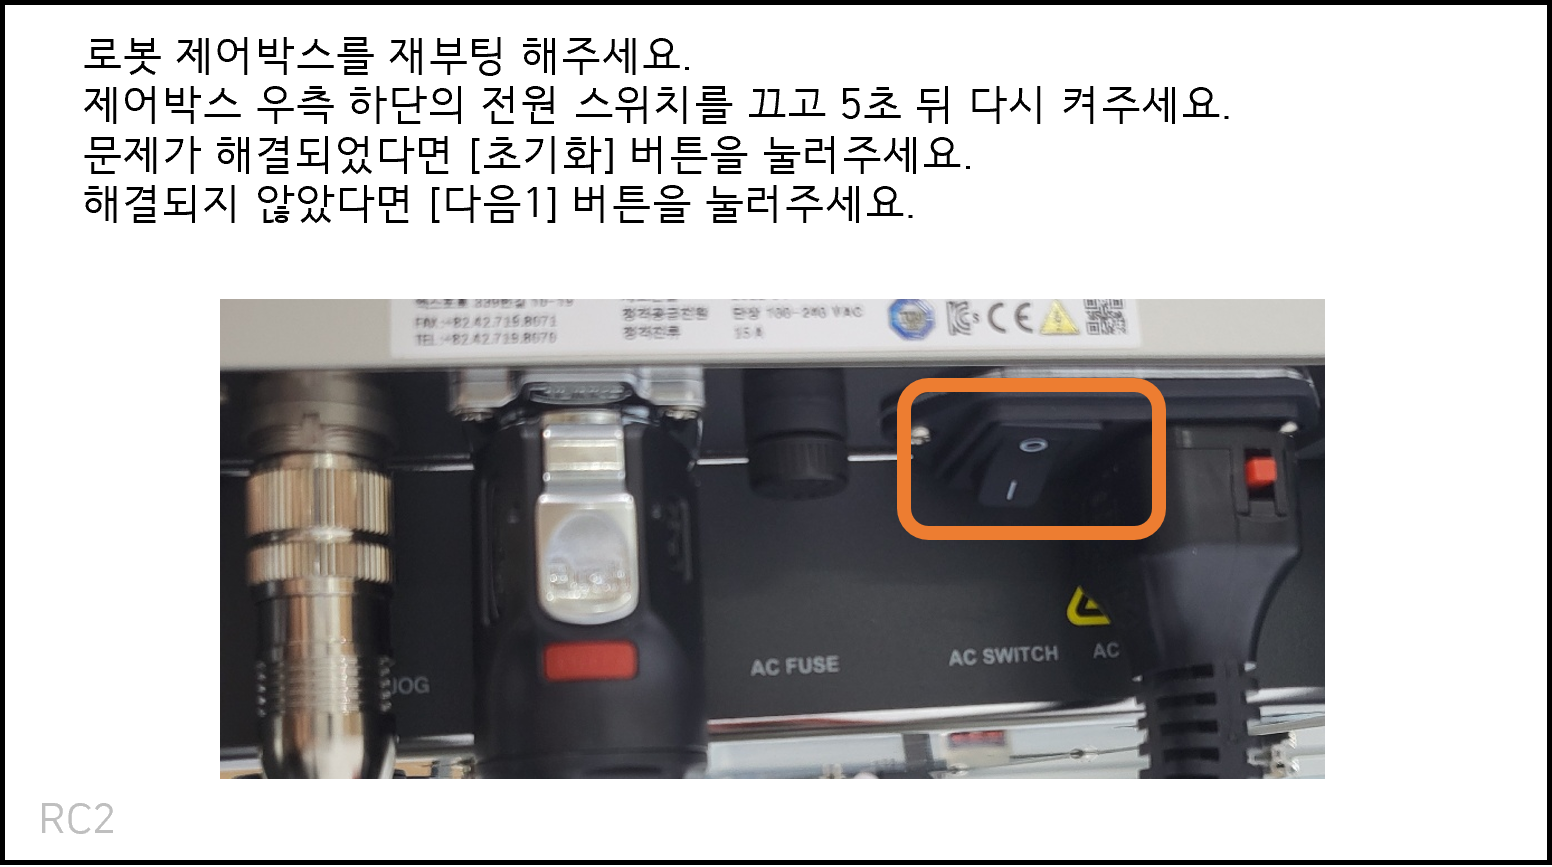 로봇 제어박스를 재부팅 해주세요.
제어박스 우측 하단의 전원 스위치를 끄고 5초 뒤 다시 켜주세요.
문제가 해결되었다면 [초기화] 버튼을 눌러주세요.
해결되지 않았다면 [다음1] 버튼을 눌러주세요.
FAX:+82.42.719.8071
TEL:+82.42.719.8070
정격공급전원 단상 100-240 VAC
정격전류 15 A
CE
AC FUSE
AC SWITCH
AC
JOG
RC2